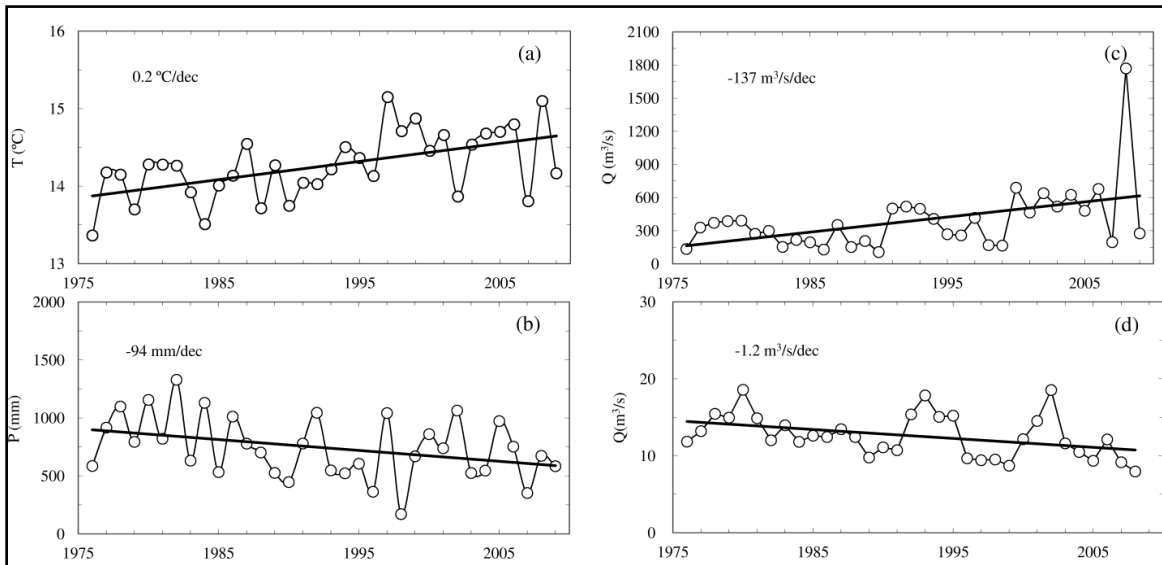 16
15
14
13
T (ºC)
0.2 ºC/dec
(a)
1975 1985 1995 2005
2100
1800
1500
1200
900
600
300
0
Q (m³/s)
-137 m³/s/dec
(c)
1975 1985 1995 2005
2000
1500
1000
500
0
P (mm)
-94 mm/dec
(b)
1975 1985 1995 2005
30
20
10
0
Q(m³/s)
-1.2 m³/s/dec
(d)
1975 1985 1995 2005